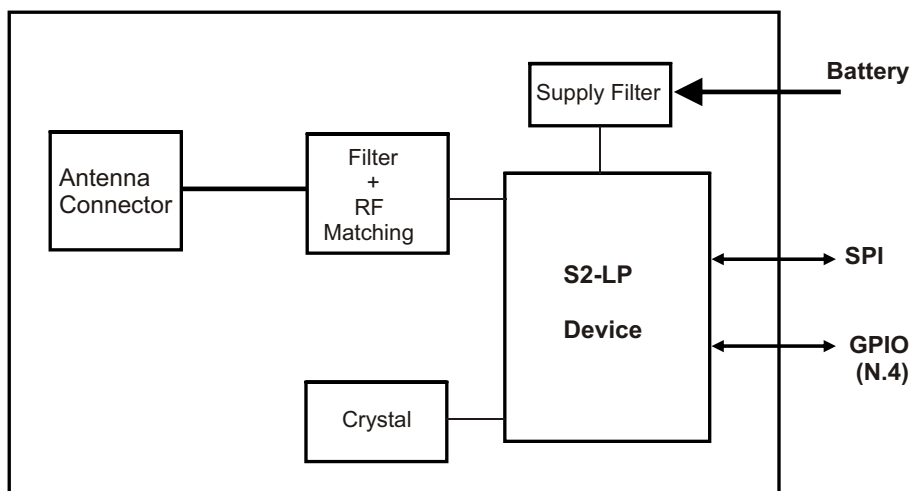 Battery
Supply Filter
Antenna
Connector
Filter
+
RF
Matching
S2-LP
Device
SPI
GPIO
(N.4)
Crystal